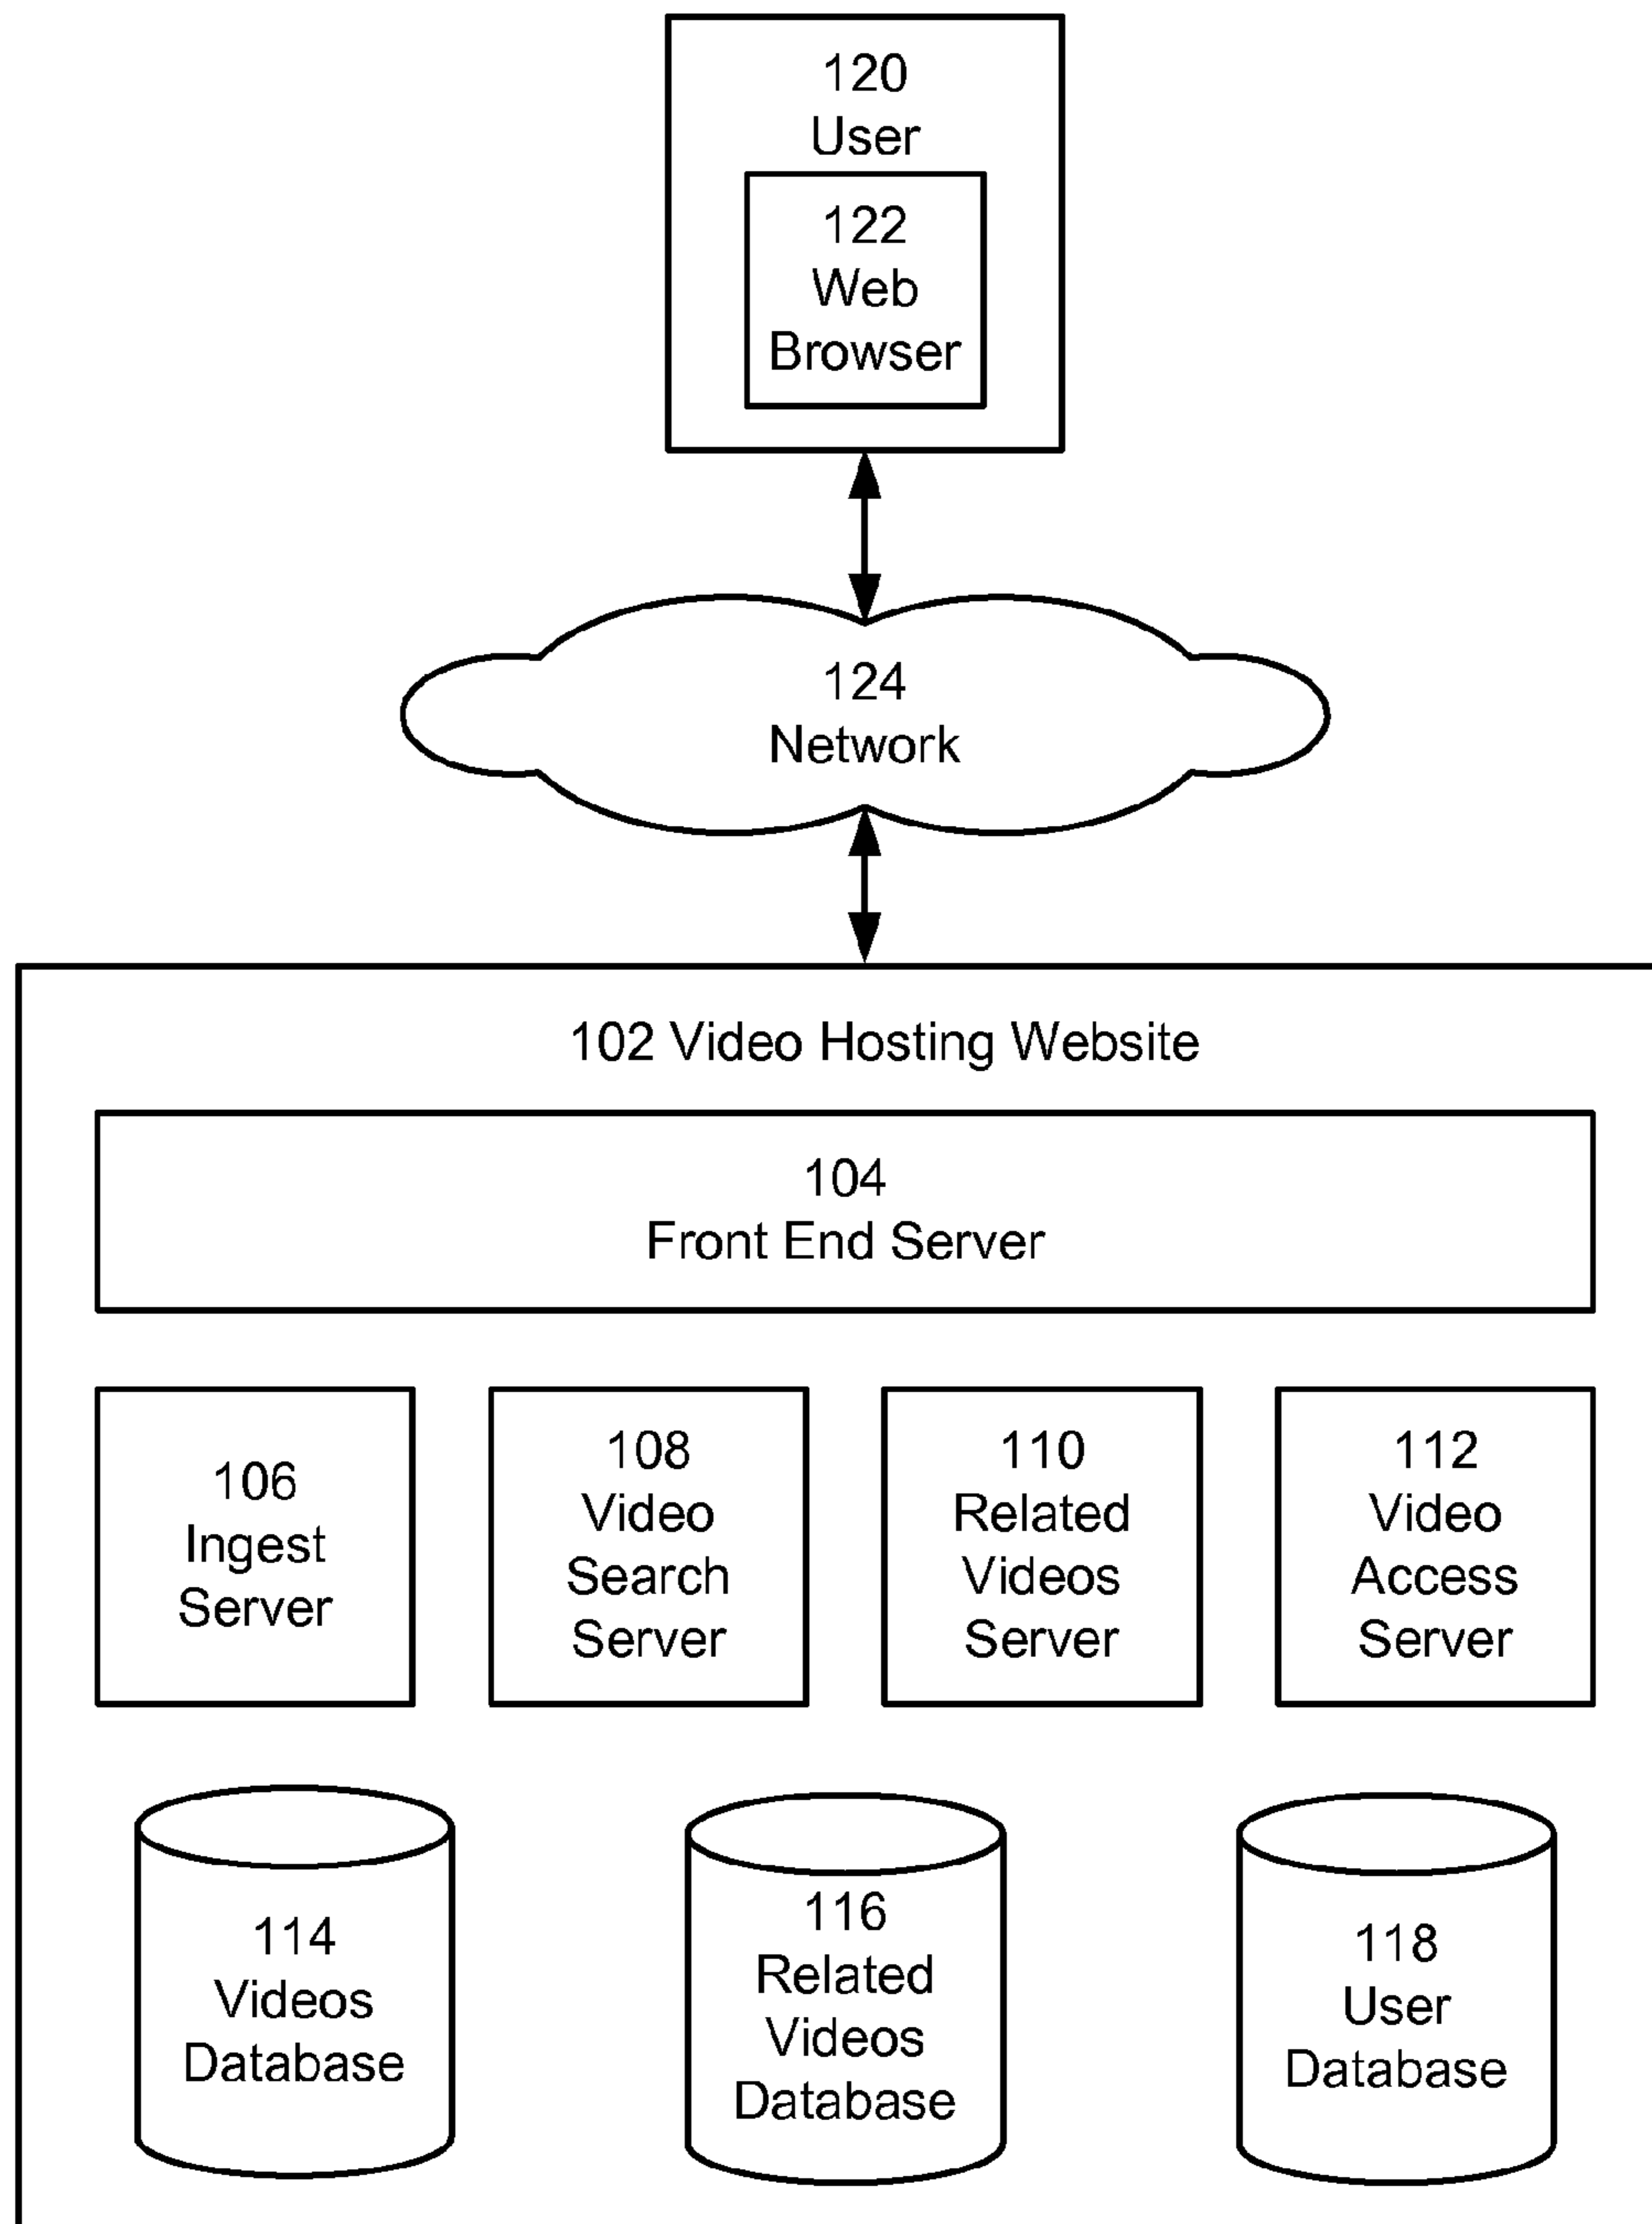 120
User
122
Web
Browser
124
Network
102 Video Hosting Website
104
Front End Server
106
Ingest
Server
108
Video
Search
Server
110
Related
Videos
Server
112
Video
Access
Server
114
Videos
Database
116
Related
Videos
Database
118
User
Database